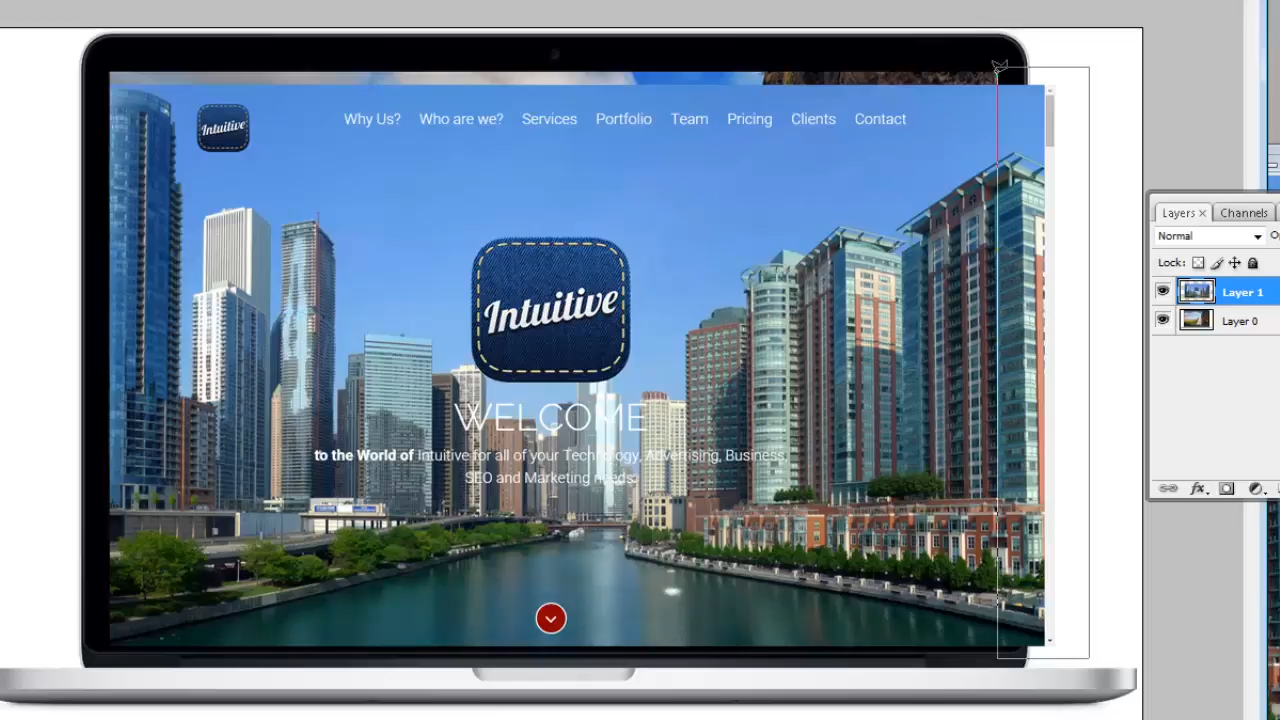 Intuitive
Why Us? Who are we? Services Portfolio Team Pricing Clients Contact
Intuitive
WELCOME
to the World of Intuitive for all of your Technology, Advertising, Business,
SEO and Marketing needs.
Layers × Channels
Normal
Lock:
Layer 1
Layer 0
fx